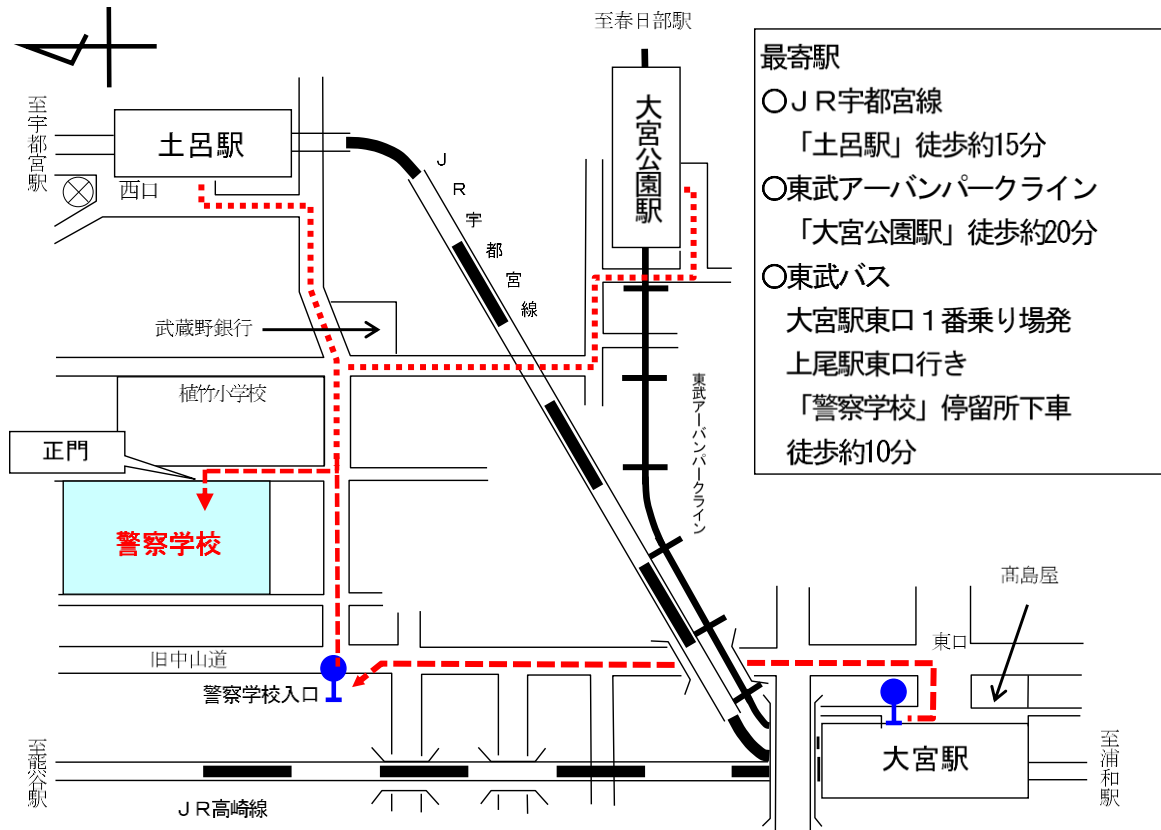 至春日部駅
最寄駅
○ＪＲ宇都宮線
「土呂駅」徒歩約15分
○東武アーバンパークライン
「大宮公園駅」徒歩約20分
○東武バス
大宮駅東口１番乗り場発
上尾駅東口行き
「警察学校」停留所下車
徒歩約10分
至宇都宮駅
土呂駅
西口
大宮公園駅
ＪＲ宇都宮線
武蔵野銀行
植竹小学校
東武アーバンパークライン
正門
警察学校
髙島屋
東口
旧中山道
警察学校入口
大宮駅
至熊谷駅
至浦和駅
ＪＲ高崎線